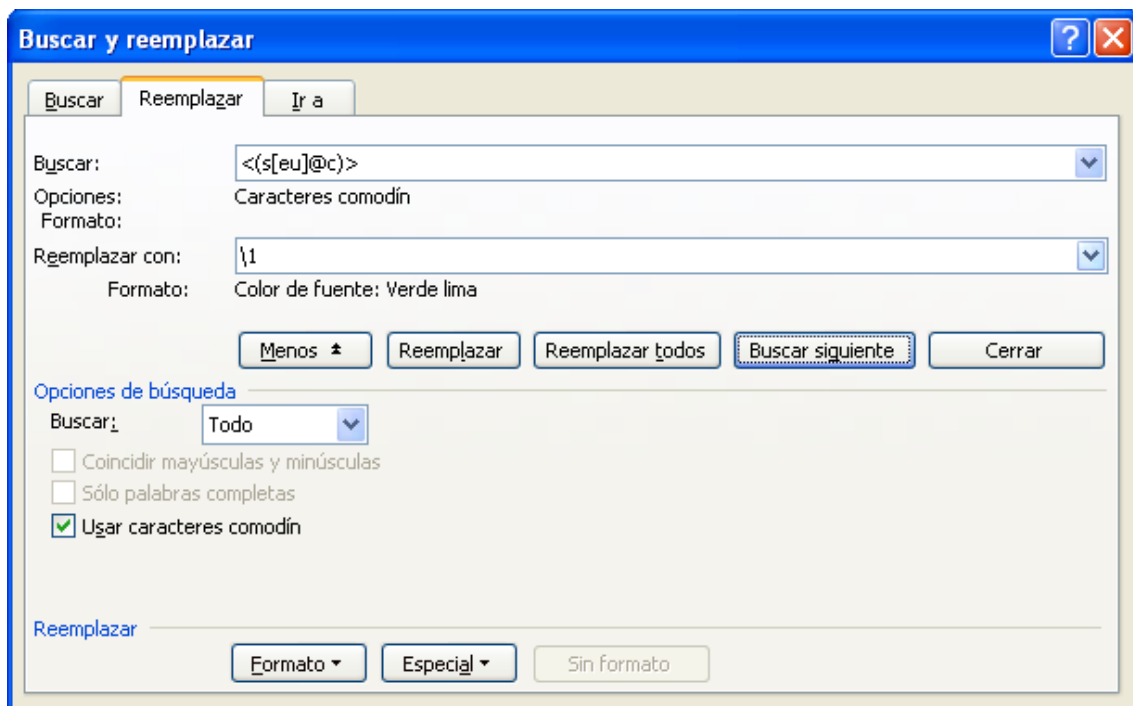 Buscar y reemplazar
Buscar Reemplazar Ir a
Buscar: <(s[eu]@c)>
Opciones: Caracteres comodín
Formato:
Reemplazar con: \1
Formato: Color de fuente: Verde lima
Menos Reemplazar Reemplazar todos Buscar siguiente Cerrar
Opciones de búsqueda
Buscar: Todo
Coincidir mayúsculas y minúsculas
Sólo palabras completas
Usar caracteres comodín
Reemplazar
Formato Especial Sin formato